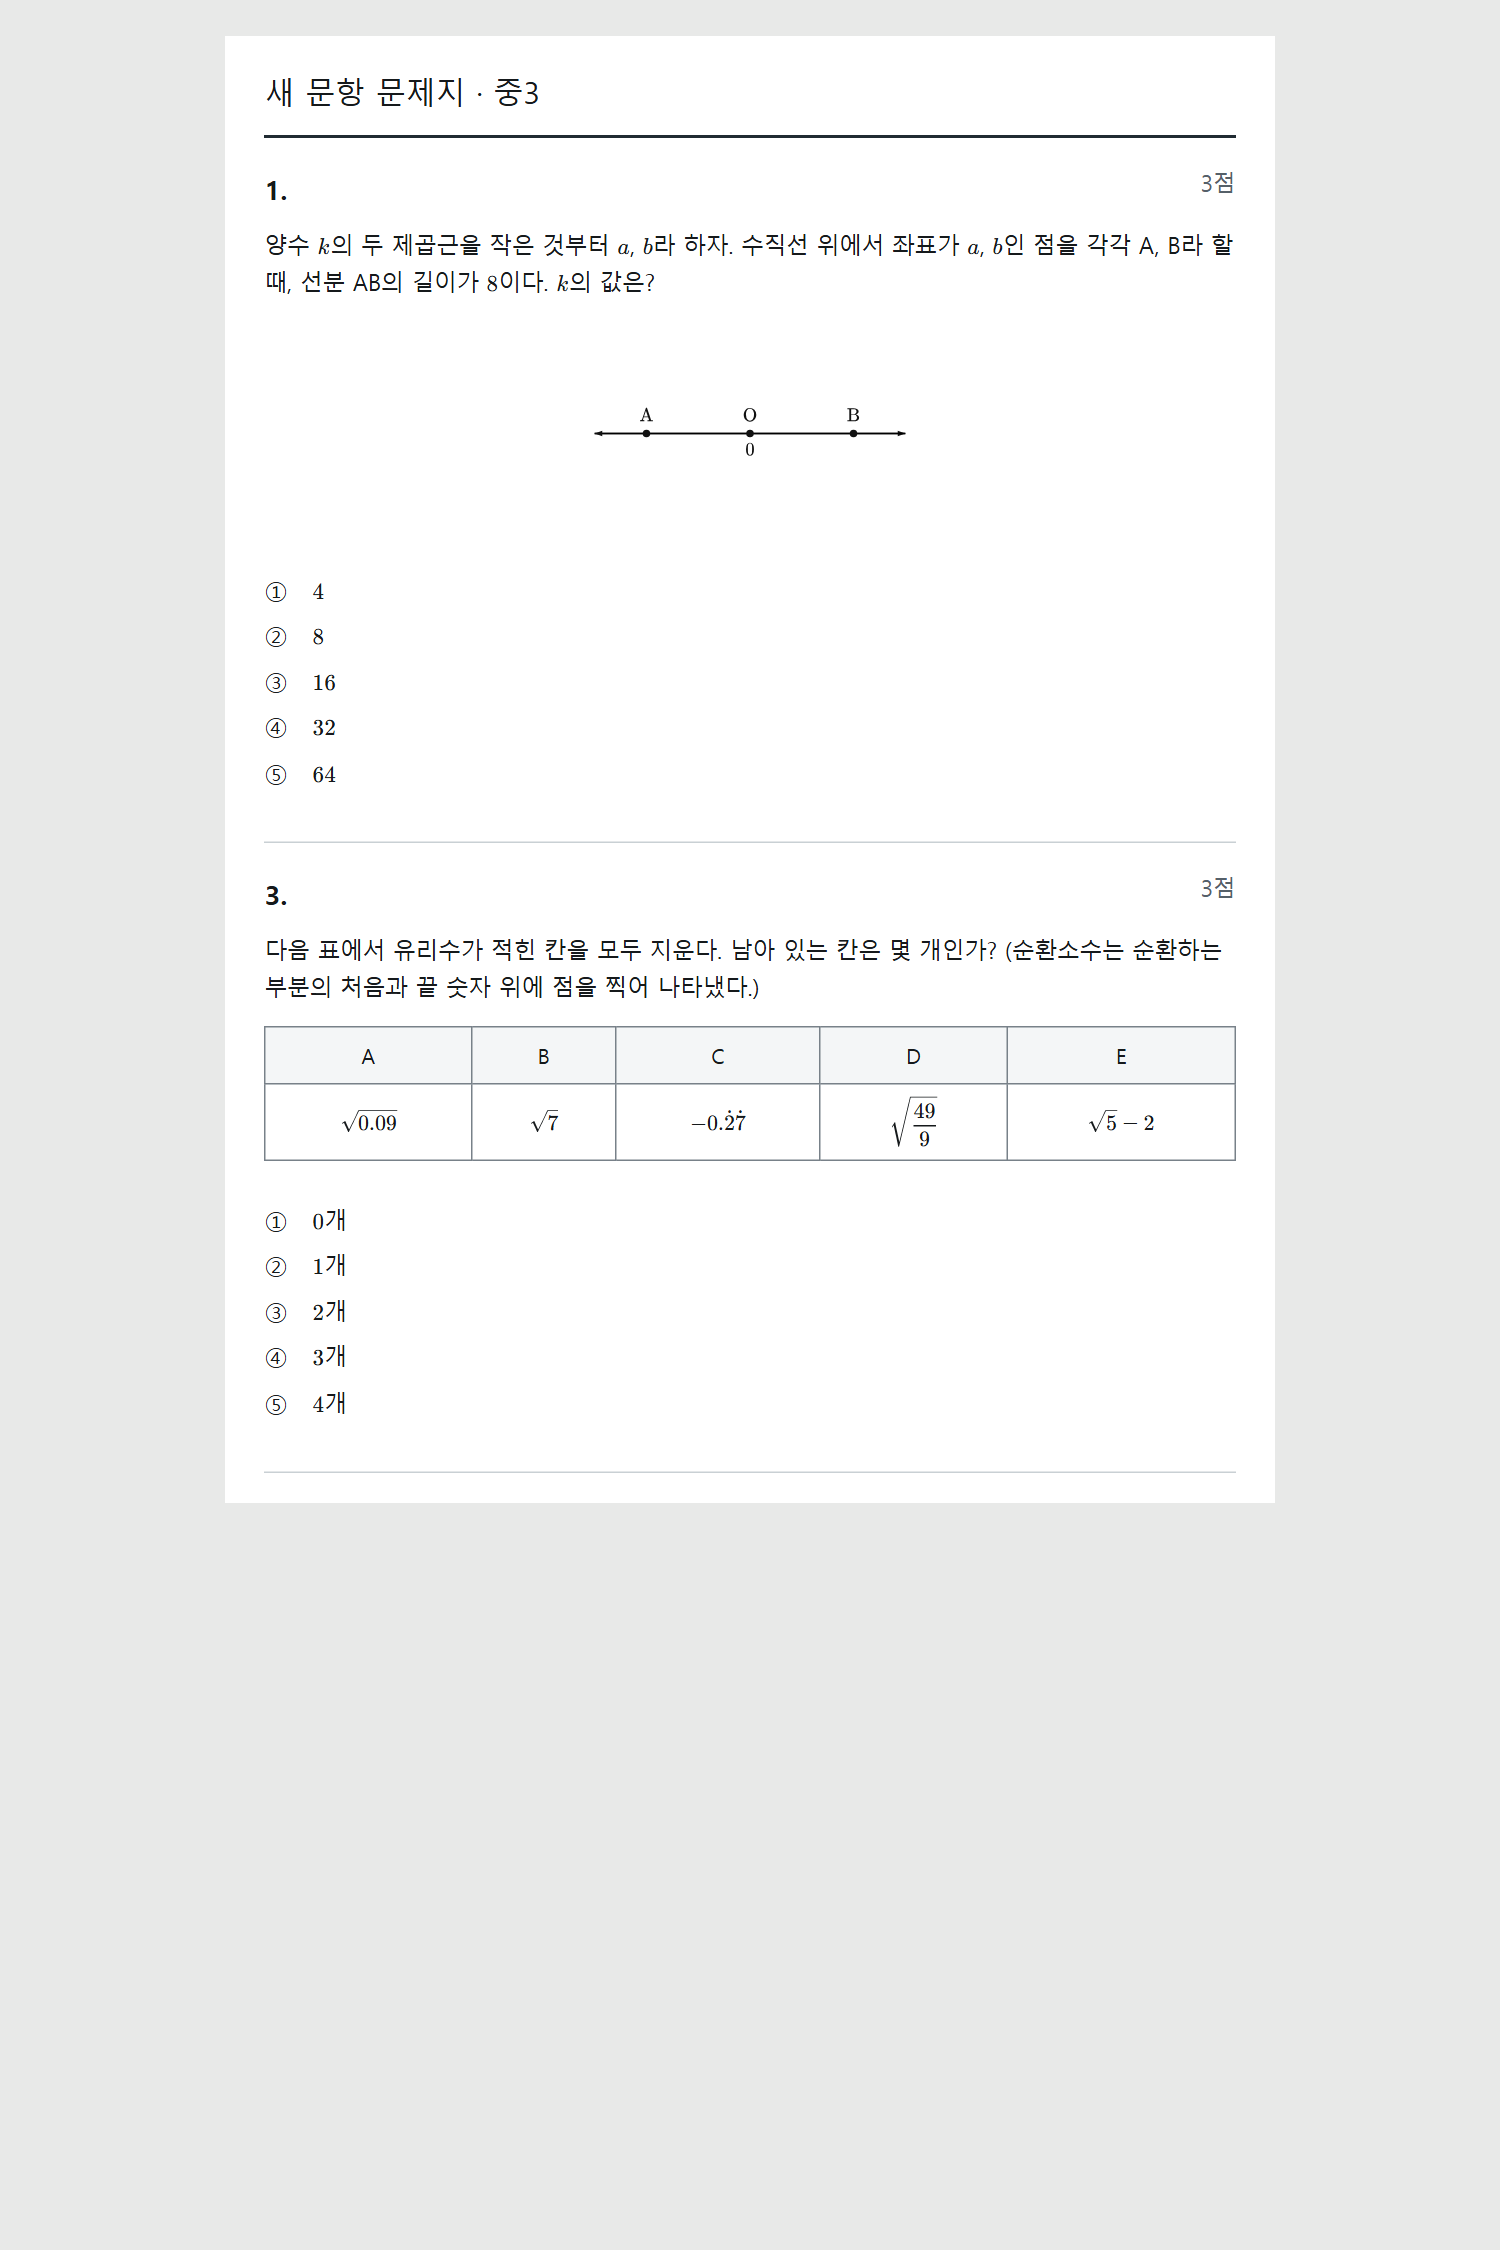 새 문항 문제지 · 중3
1.
3점
양수 k의 두 제곱근을 작은 것부터 a, b라 하자. 수직선 위에서 좌표가 a, b인 점을 각각 A, B라 할
때, 선분 AB의 길이가 8이다. k의 값은?
A O B
0
① 4
② 8
③ 16
④ 32
⑤ 64
3.
3점
다음 표에서 유리수가 적힌 칸을 모두 지운다. 남아 있는 칸은 몇 개인가? (순환소수는 순환하는
부분의 처음과 끝 숫자 위에 점을 찍어 나타냈다.)
A B C D E
√0.09 √7 −0.2̇7̇ √(49/9) √5 − 2
① 0개
② 1개
③ 2개
④ 3개
⑤ 4개